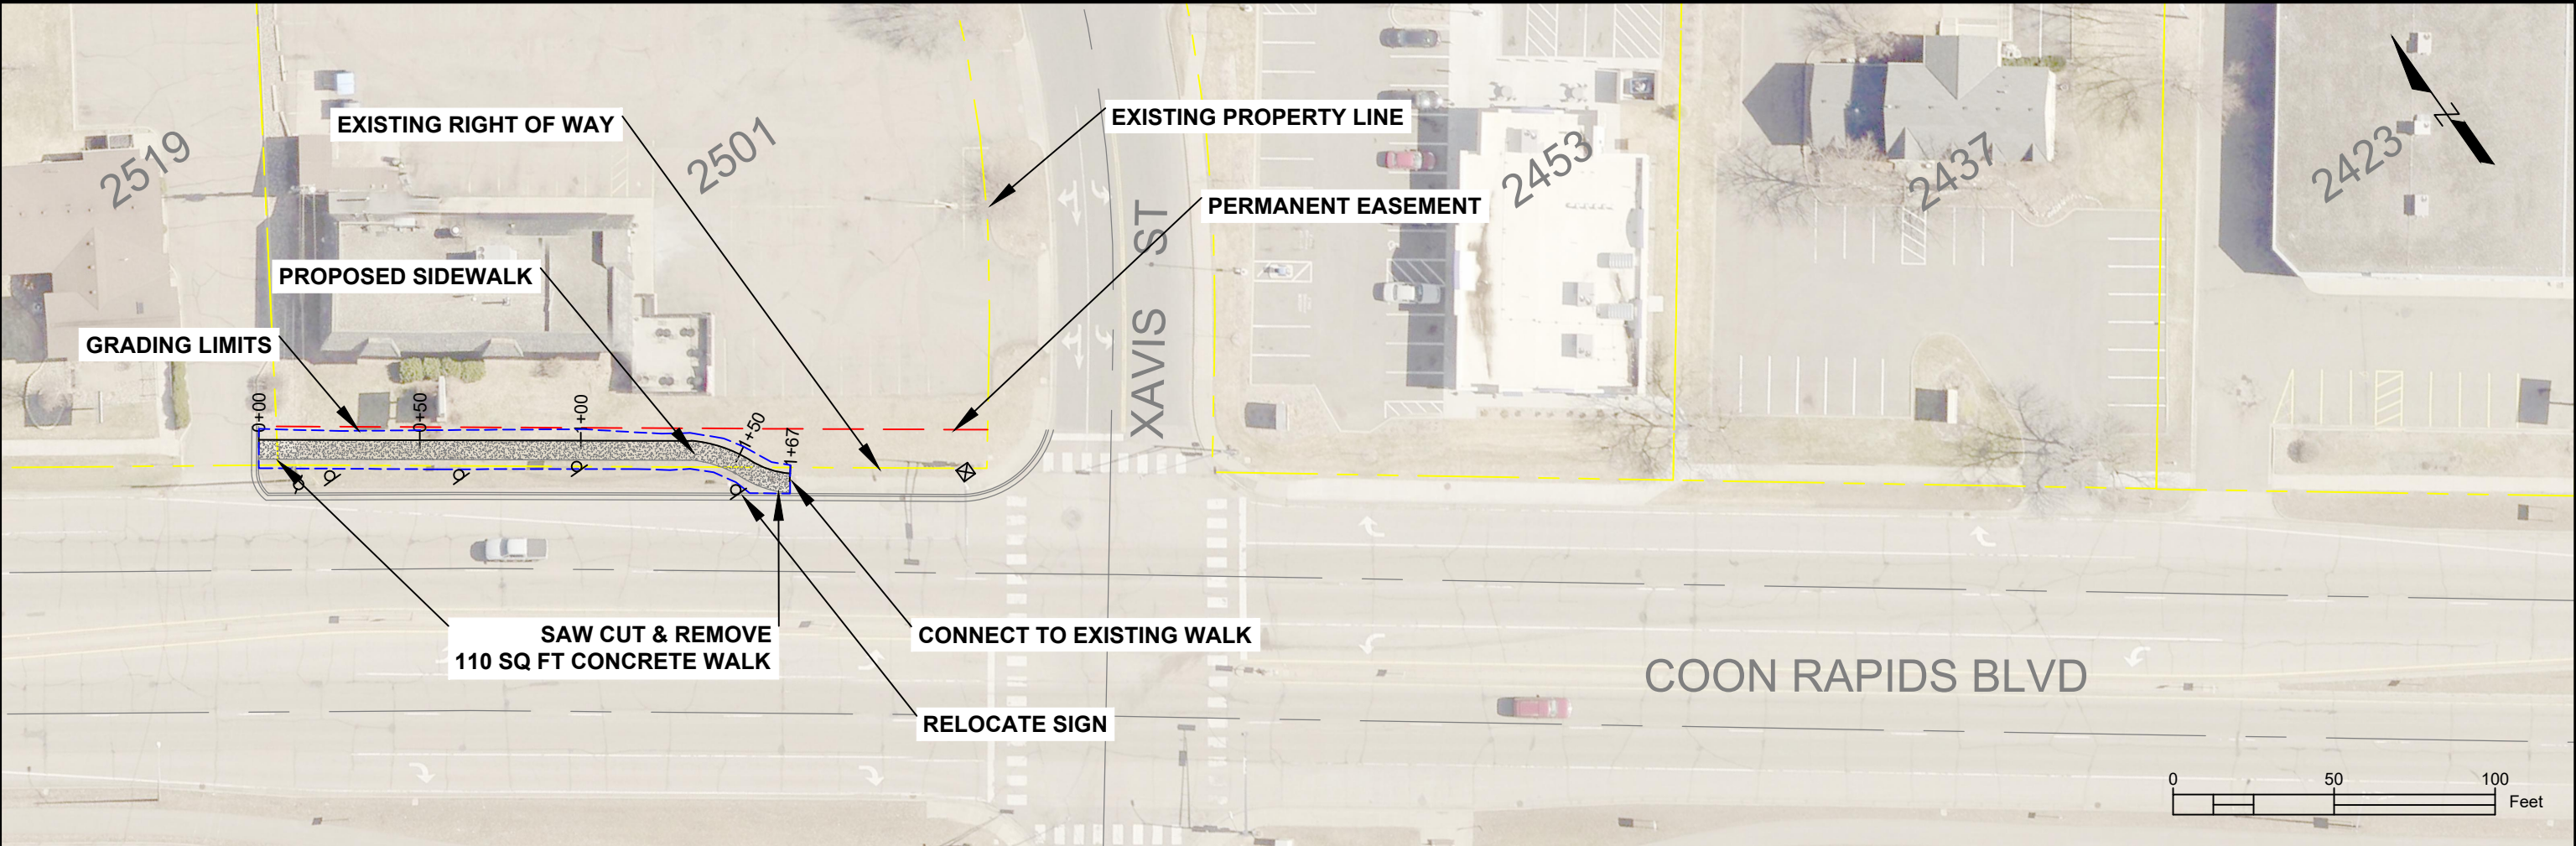 EXISTING RIGHT OF WAY
EXISTING PROPERTY LINE
2519
2501
2453
2437
2423
N
PERMANENT EASEMENT
XAVIS ST
PROPOSED SIDEWALK
GRADING LIMITS
0+00
0+50
1+00
1+50
1+67
SAW CUT & REMOVE
110 SQ FT CONCRETE WALK
CONNECT TO EXISTING WALK
RELOCATE SIGN
COON RAPIDS BLVD
0 50 100
Feet